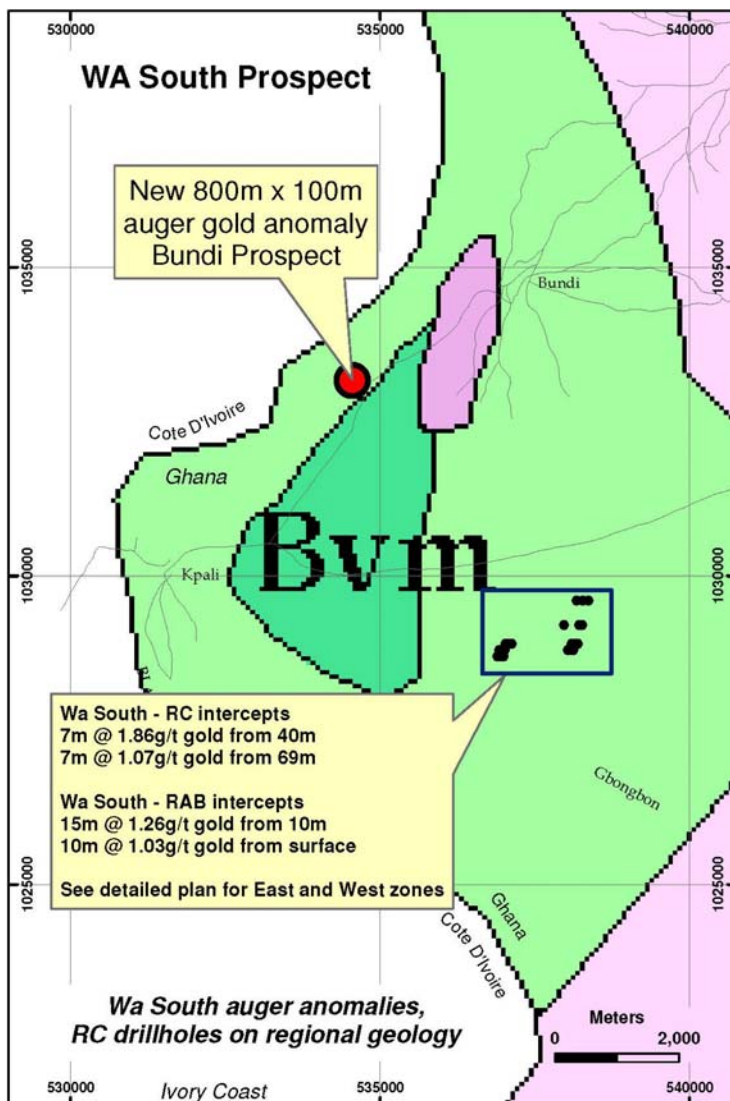 530000
535000
540000
WA South Prospect
New 800m x 100m
auger gold anomaly
Bundi Prospect
1035000
1035000
Bundi
Cote D'Ivoire
Ghana
Bvm
1030000
Kpali
1030000
Wa South - RC intercepts
7m @ 1.86g/t gold from 40m
7m @ 1.07g/t gold from 69m
Wa South - RAB intercepts
15m @ 1.26g/t gold from 10m
10m @ 1.03g/t gold from surface
See detailed plan for East and West zones
Gbongbon
1025000
1025000
Ghana
Cote D'Ivoire
Wa South auger anomalies,
RC drillholes on regional geology
Meters
0 2,000
Ivory Coast
530000
535000
540000